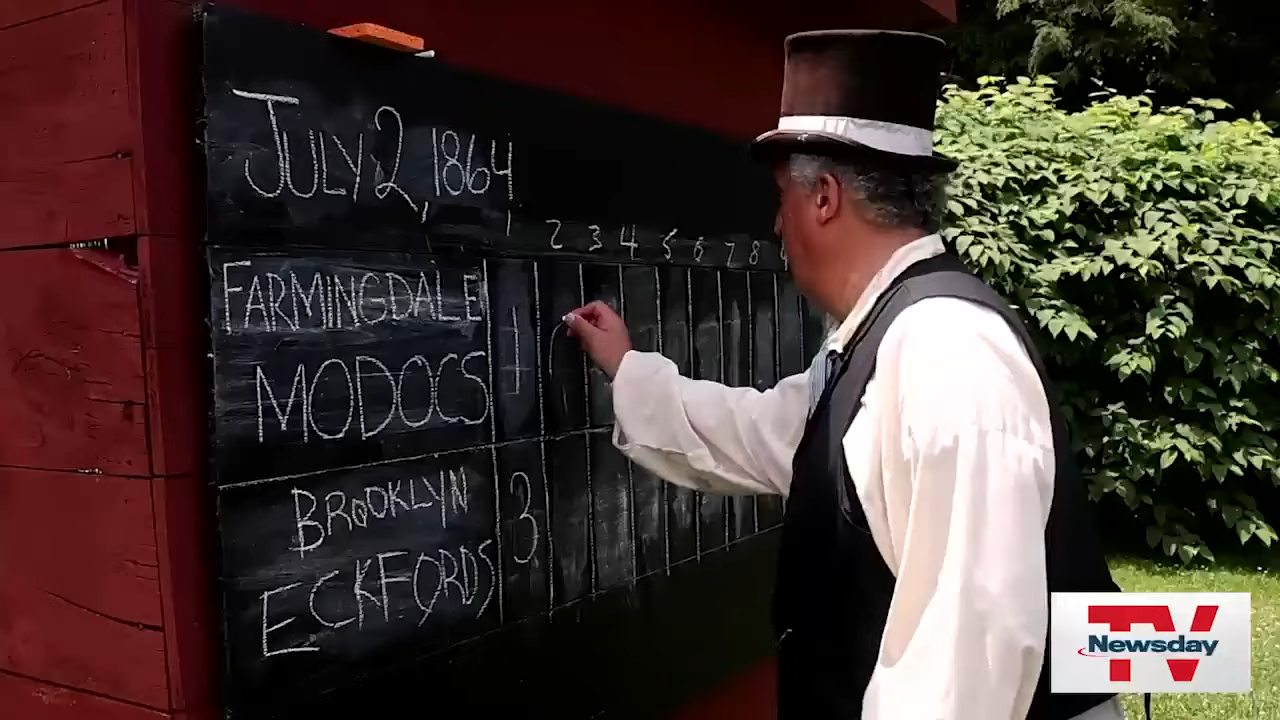 JULY 2, 1864
1 2 3 4 5 6 7 8
FARMINGDALE
MODOCS 1
BROOKLYN
ECKFORDS 3
TV
Newsday